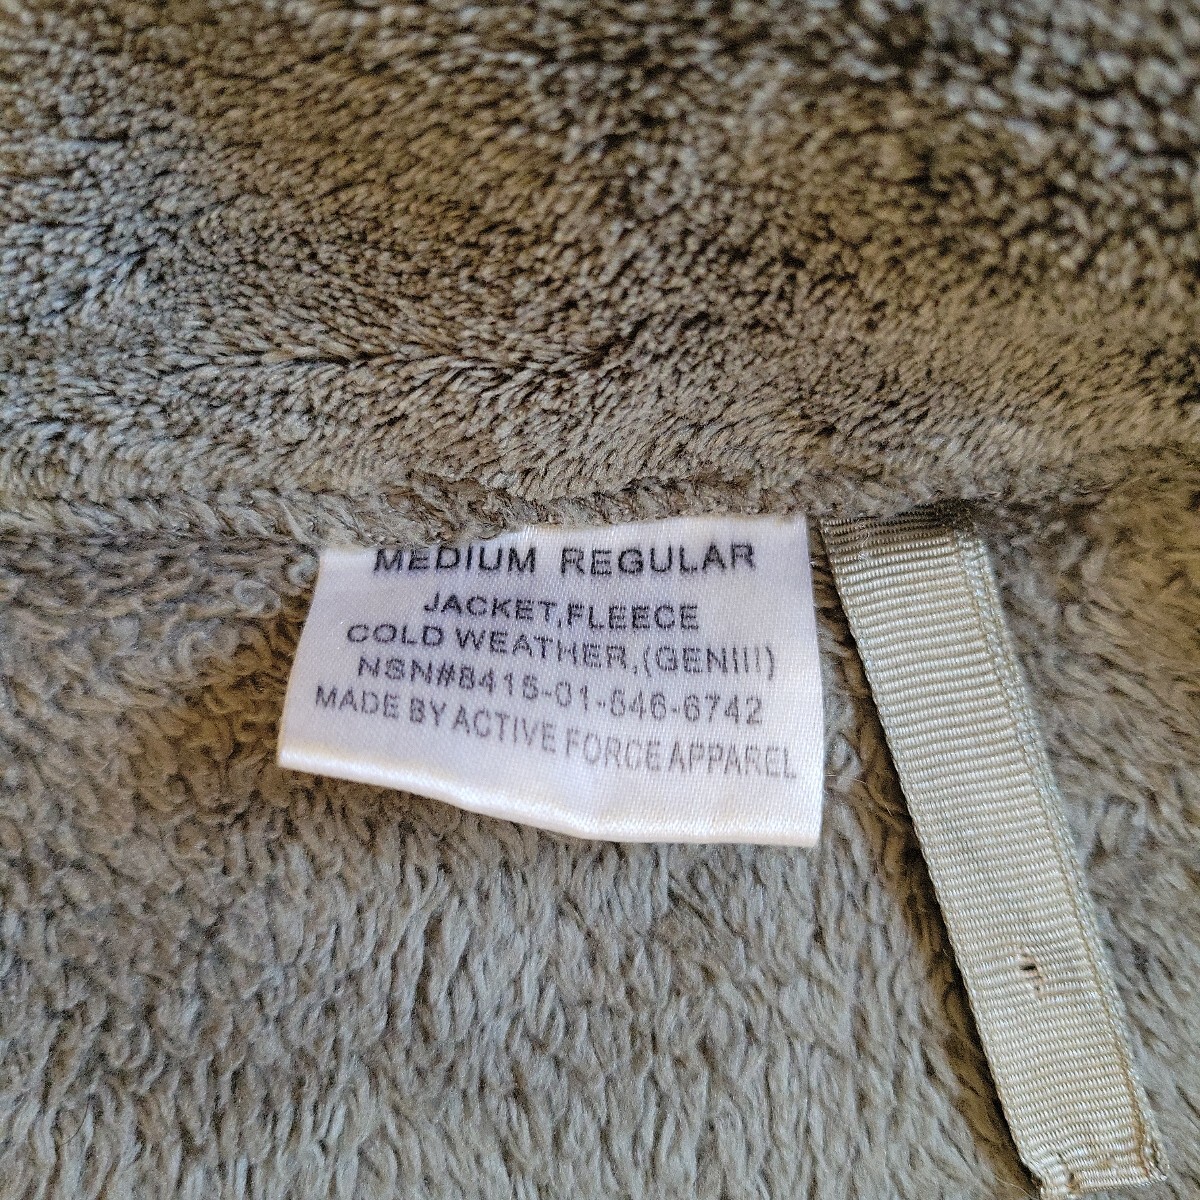 MEDIUM REGULAR
JACKET,FLEECE
COLD WEATHER,(GENIII)
NSN#8415-01-546-6742
MADE BY ACTIVE FORCE APPAREL